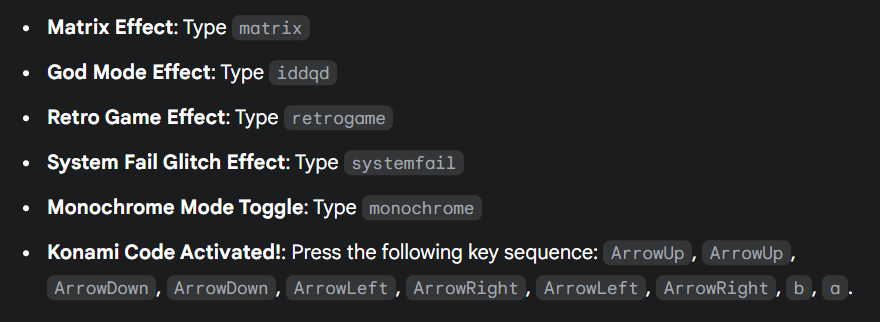 • Matrix Effect: Type matrix
• God Mode Effect: Type iddqd
• Retro Game Effect: Type retrogame
• System Fail Glitch Effect: Type systemfail
• Monochrome Mode Toggle: Type monochrome
• Konami Code Activated!: Press the following key sequence: ArrowUp, ArrowUp,
ArrowDown, ArrowDown, ArrowLeft, ArrowRight, ArrowLeft, ArrowRight, b, a.